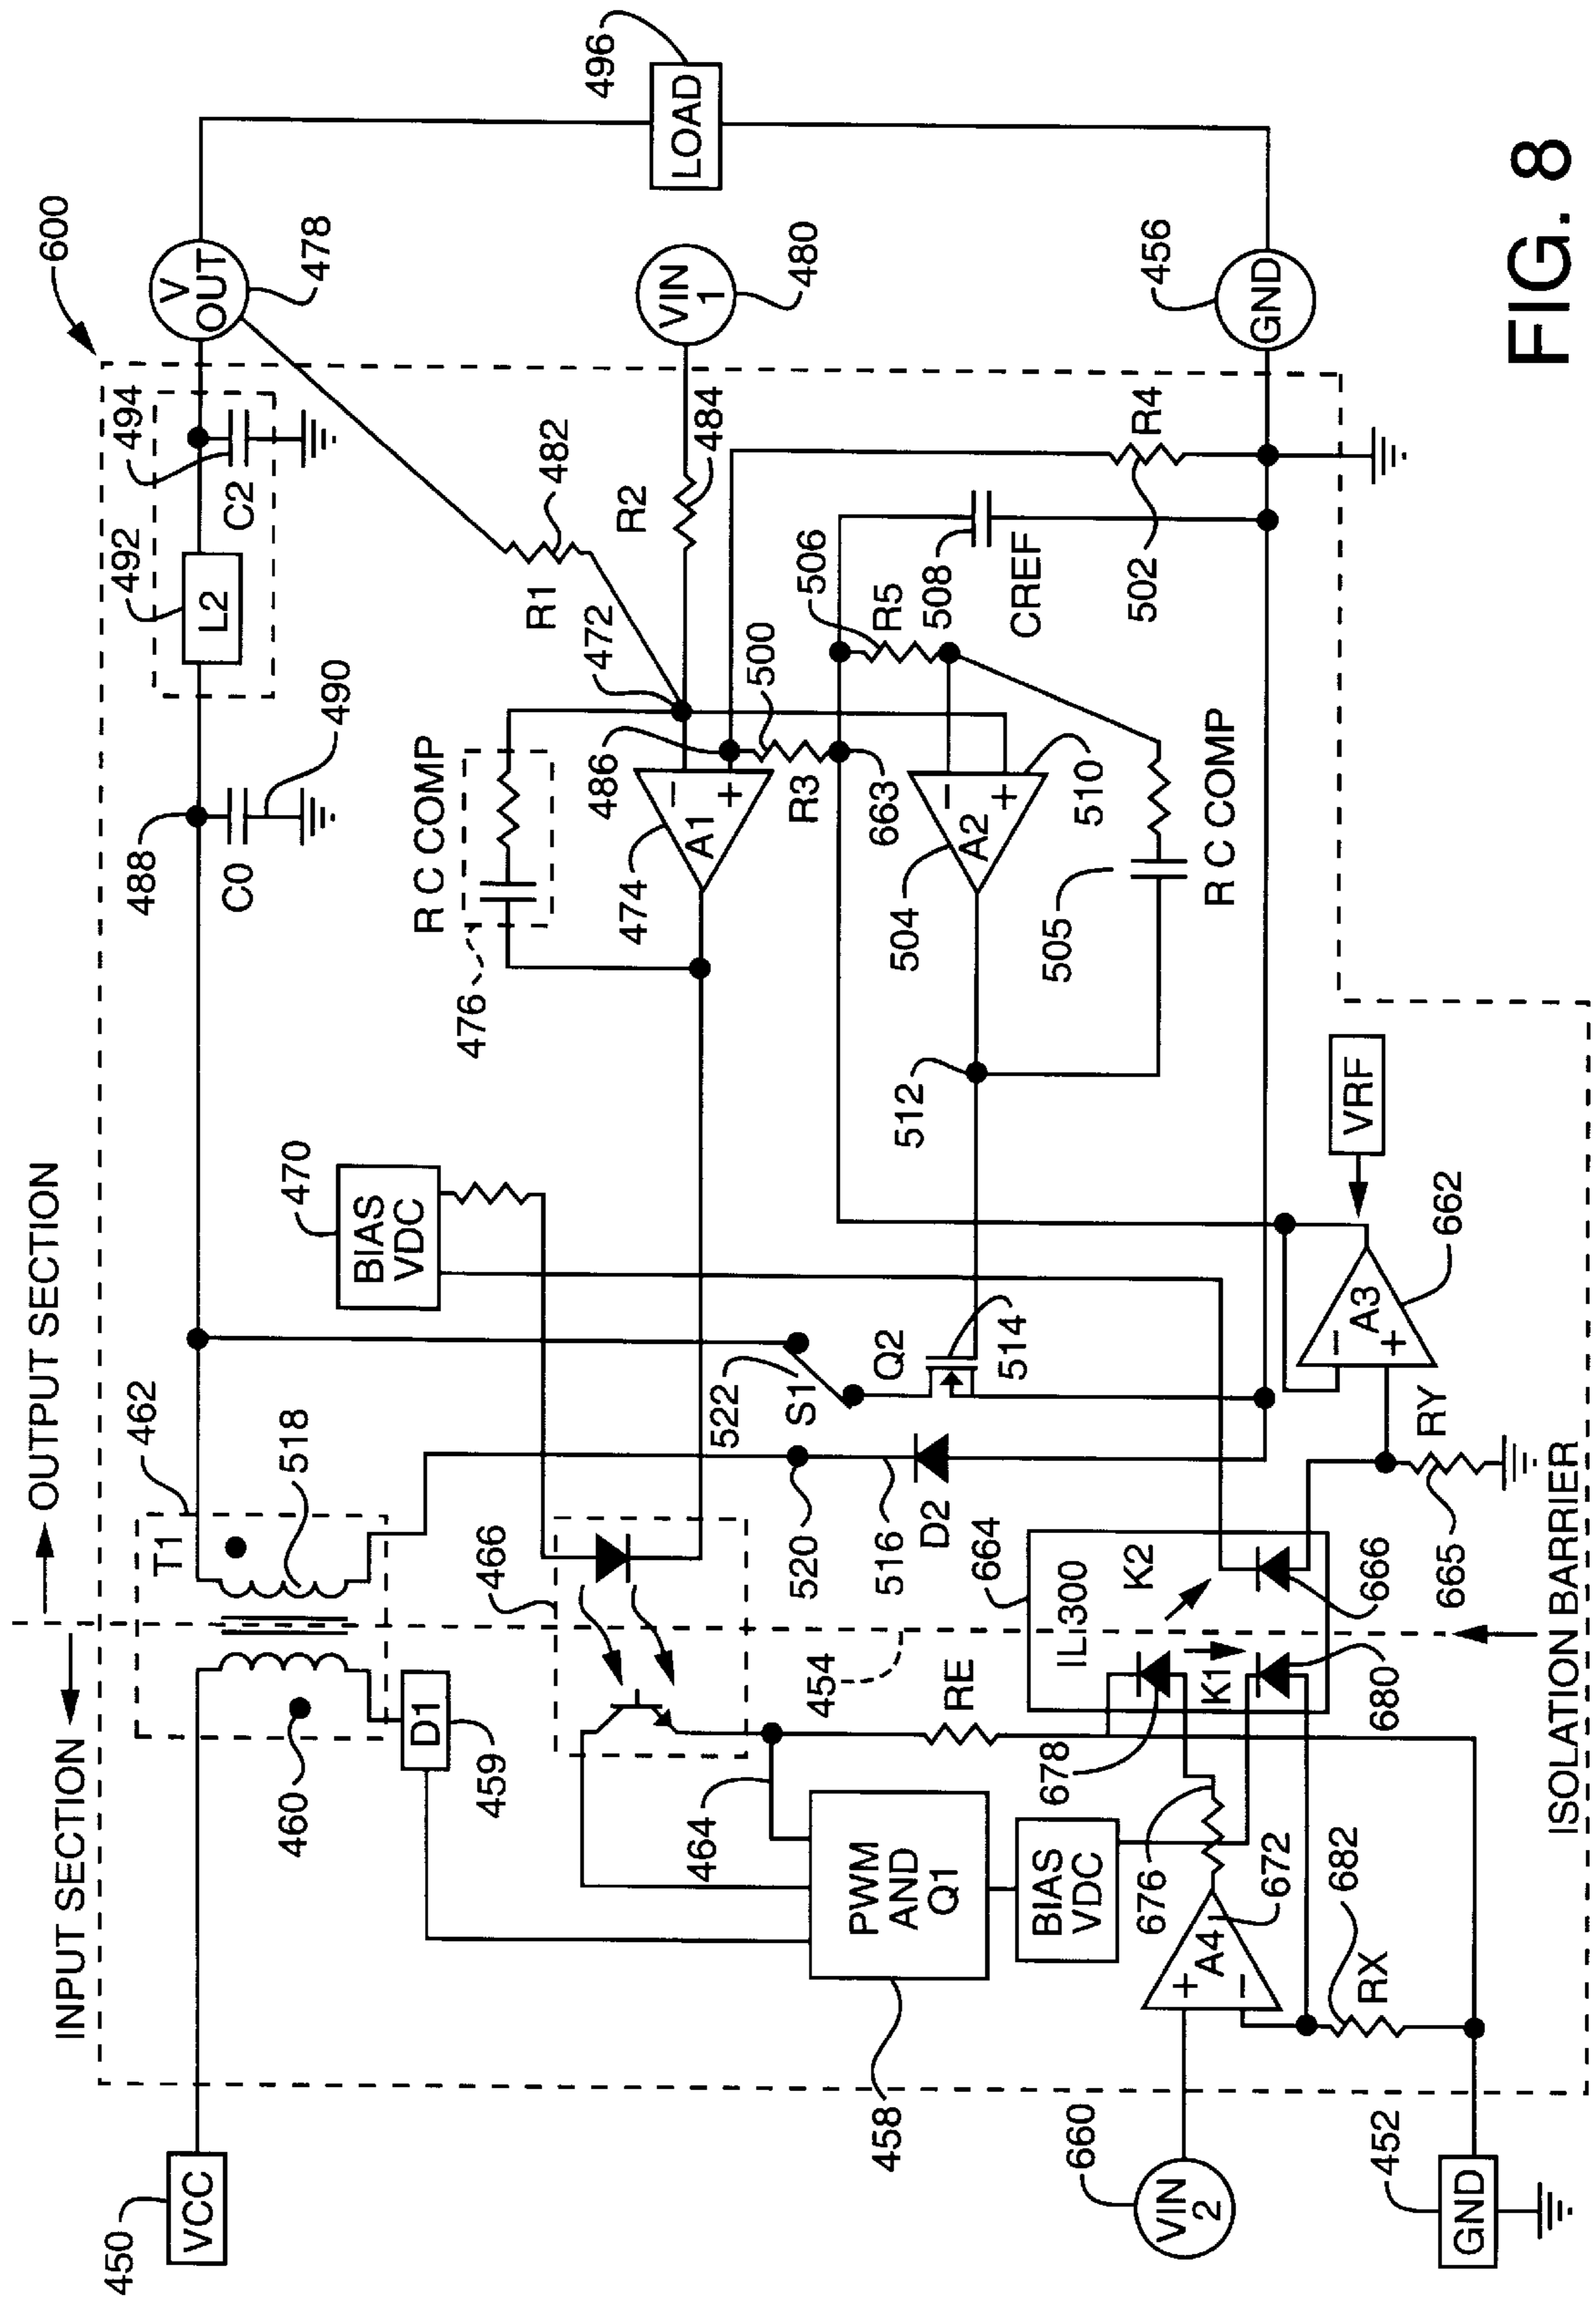 ← INPUT SECTION
→ OUTPUT SECTION
600
450
VCC
462
T1
460
518
488
C0
490
492
L2
494
C2
V
OUT
478
D1
459
466
470
BIAS
VDC
R C COMP
476
R1
482
472
R2
484
VIN
1
480
LOAD
496
464
454
474
A1
−
+
486
500
R3
663
522
S1
520
516
D2
Q2
514
512
504
A2
−
+
510
505
R C COMP
506
R5
508
CREF
502
R4
456
GND
458
PWM
AND
Q1
RE
BIAS
VDC
678
676
664
ILi300
K2
K1
666
680
665
RY
662
A3
−
+
VRF
660
VIN
2
672
A4
+
−
682
RX
452
GND
ISOLATION BARRIER
FIG. 8